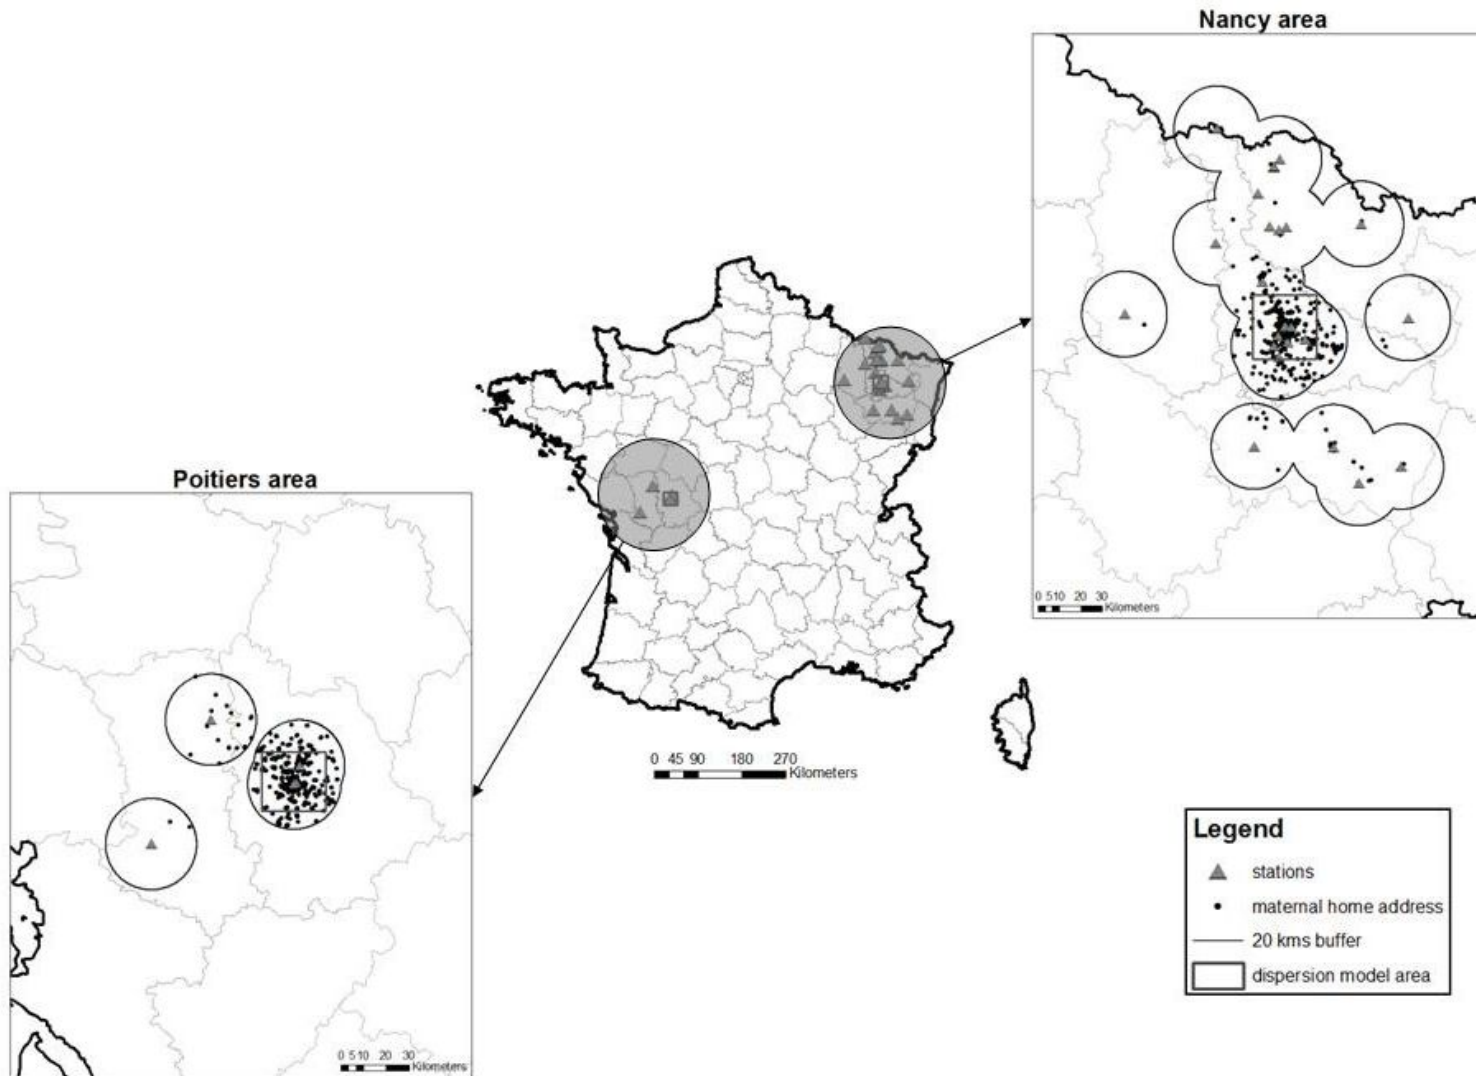 Nancy area
0 5 10 20 30
Kilometers
Poitiers area
0 45 90 180 270
Kilometers
0 5 10 20 30
Kilometers
Legend
stations
maternal home address
20 kms buffer
dispersion model area